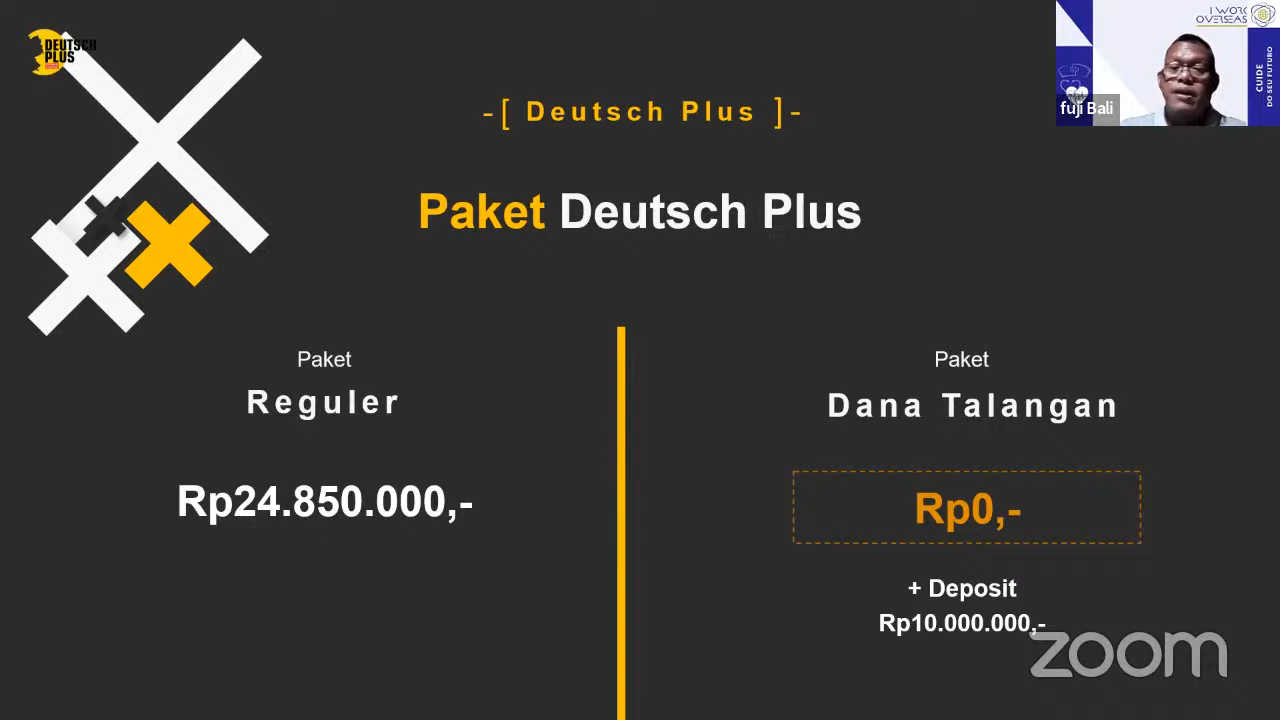 DEUTSCH
PLUS
-[ Deutsch Plus ]-
I WORK
OVERSEAS
CUIDE
DO SEU FUTURO
fuji Bali
Paket Deutsch Plus
Paket
Reguler
Rp24.850.000,-
Paket
Dana Talangan
Rp0,-
+ Deposit
Rp10.000.000,-
zoom